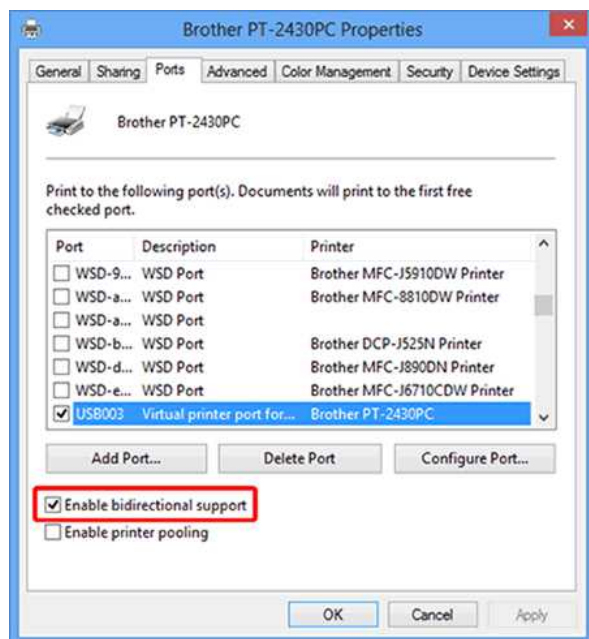 Brother PT-2430PC Properties
General Sharing Ports Advanced Color Management Security Device Settings
Brother PT-2430PC
Print to the following port(s). Documents will print to the first free
checked port.
Port Description Printer
WSD-9... WSD Port Brother MFC-J5910DW Printer
WSD-a... WSD Port Brother MFC-8810DW Printer
WSD-a... WSD Port
WSD-b... WSD Port Brother DCP-J525N Printer
WSD-d... WSD Port Brother MFC-J890DN Printer
WSD-e... WSD Port Brother MFC-J6710CDW Printer
USB003 Virtual printer port for... Brother PT-2430PC
Add Port... Delete Port Configure Port...
Enable bidirectional support
Enable printer pooling
OK Cancel Apply